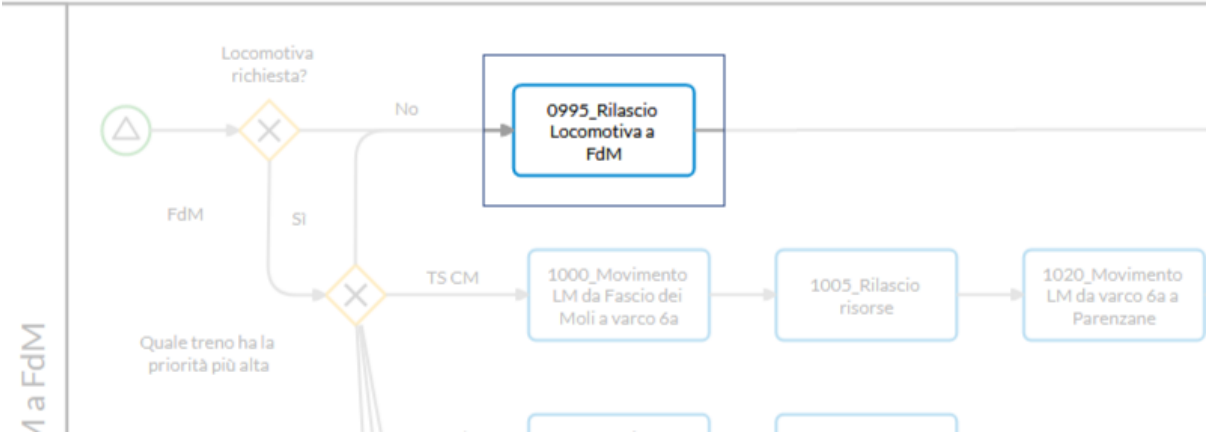 Locomotiva
richiesta?
No
0995_Rilascio
Locomotiva a
FdM
FdM
Sì
TS CM
1000_Movimento
LM da Fascio dei
Moli a varco 6a
1005_Rilascio
risorse
1020_Movimento
LM da varco 6a a
Parenzane
Quale treno ha la
priorità più alta
M a FdM